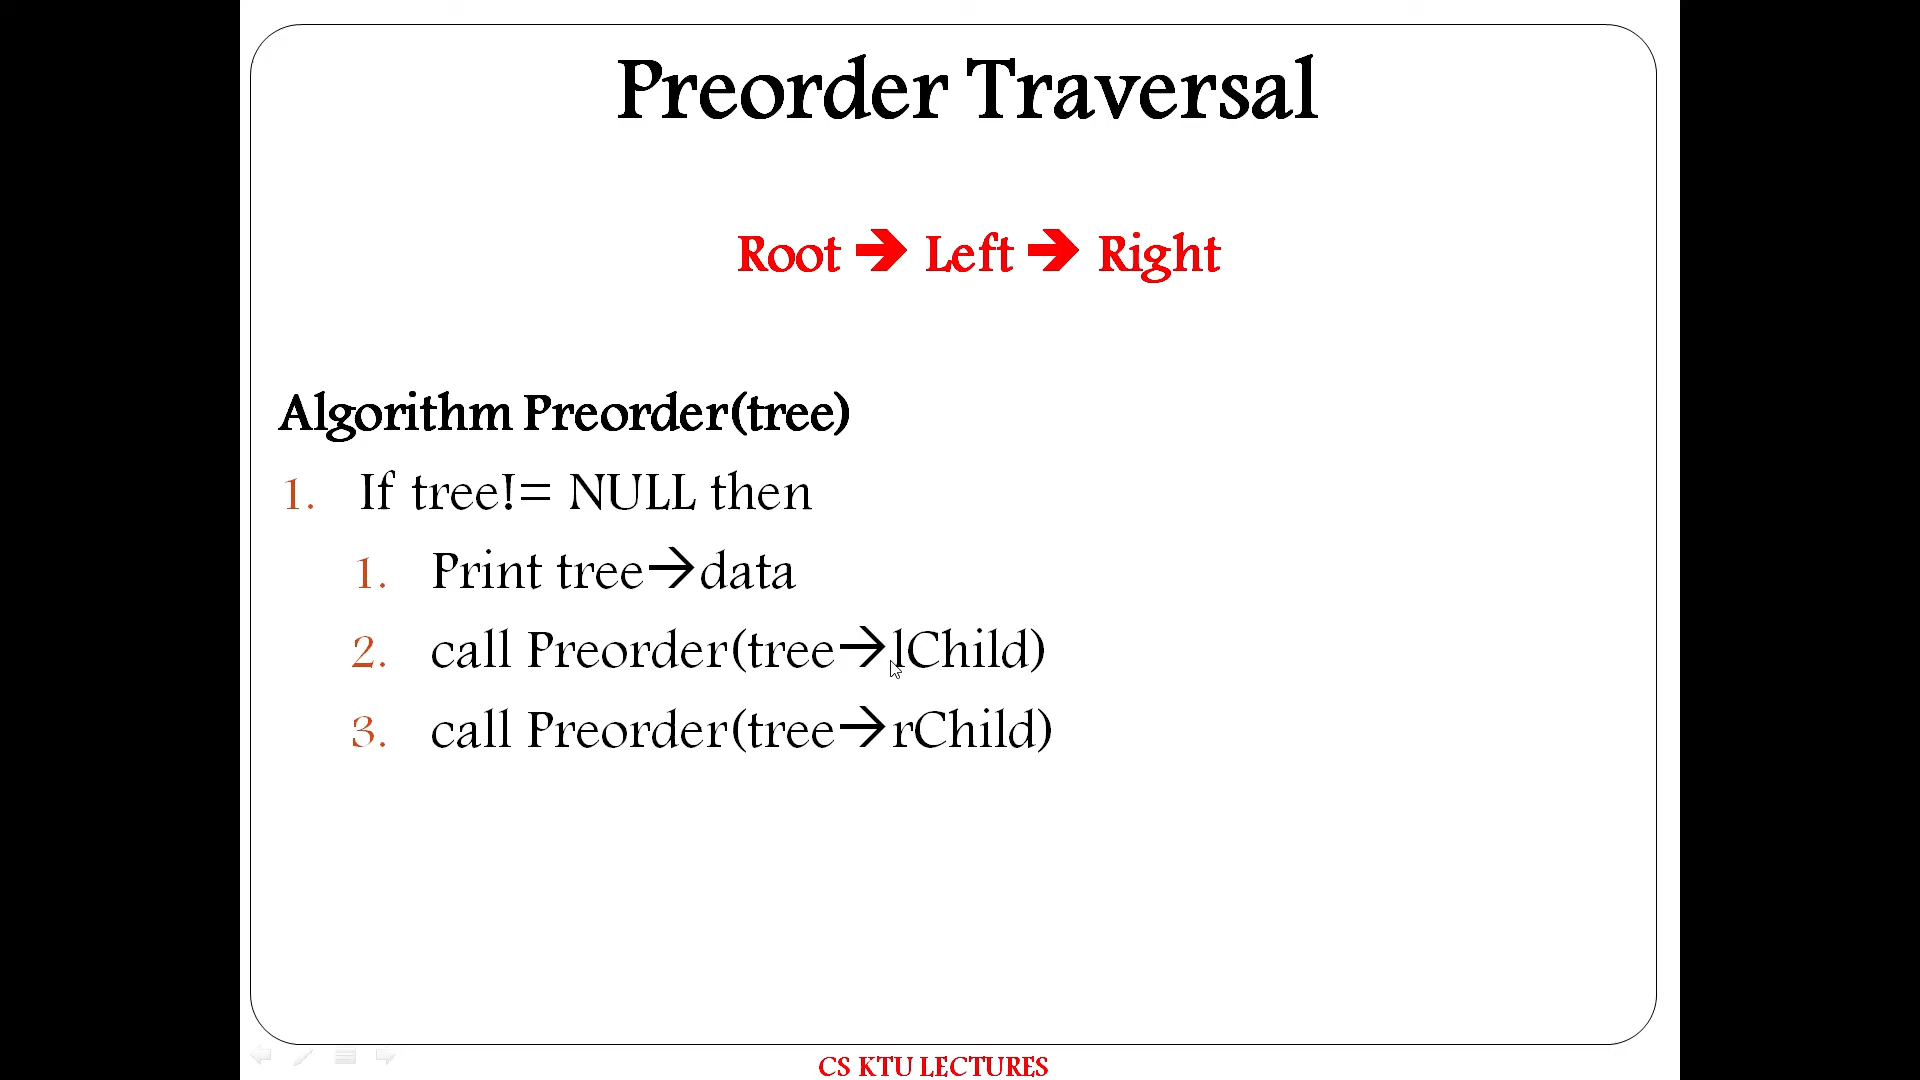 Preorder Traversal
Root ➔ Left ➔ Right
Algorithm Preorder(tree)
1. If tree!= NULL then
1. Print tree→data
2. call Preorder(tree→lChild)
3. call Preorder(tree→rChild)
CS KTU LECTURES